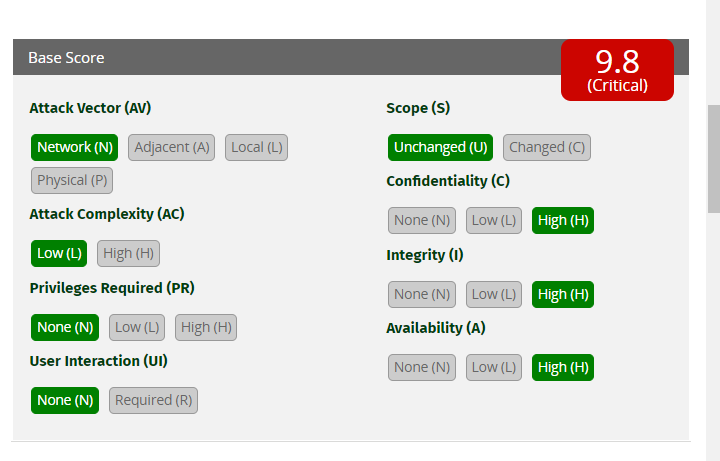 Base Score
9.8
(Critical)
Attack Vector (AV)
Network (N) Adjacent (A) Local (L)
Physical (P)
Attack Complexity (AC)
Low (L) High (H)
Privileges Required (PR)
None (N) Low (L) High (H)
User Interaction (UI)
None (N) Required (R)
Scope (S)
Unchanged (U) Changed (C)
Confidentiality (C)
None (N) Low (L) High (H)
Integrity (I)
None (N) Low (L) High (H)
Availability (A)
None (N) Low (L) High (H)